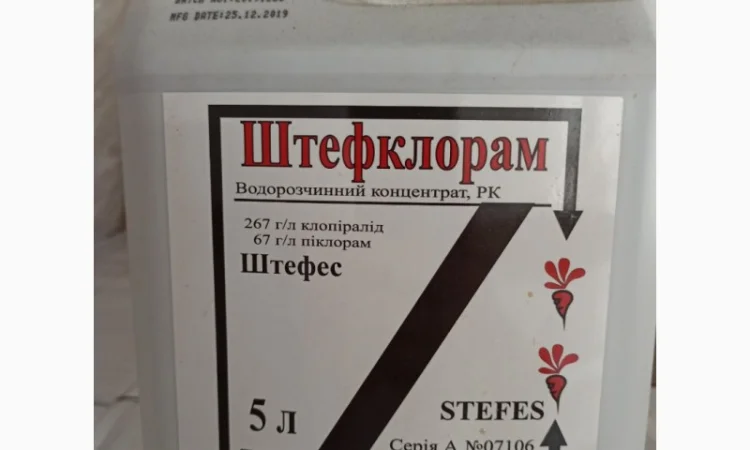 MFG DATE:25.12.2019
Штефклорам
Водорозчинний концентрат, РК
267 г/л клопіралід
67 г/л піклорам
Штефес
5 л
STEFES
Серія А №07106